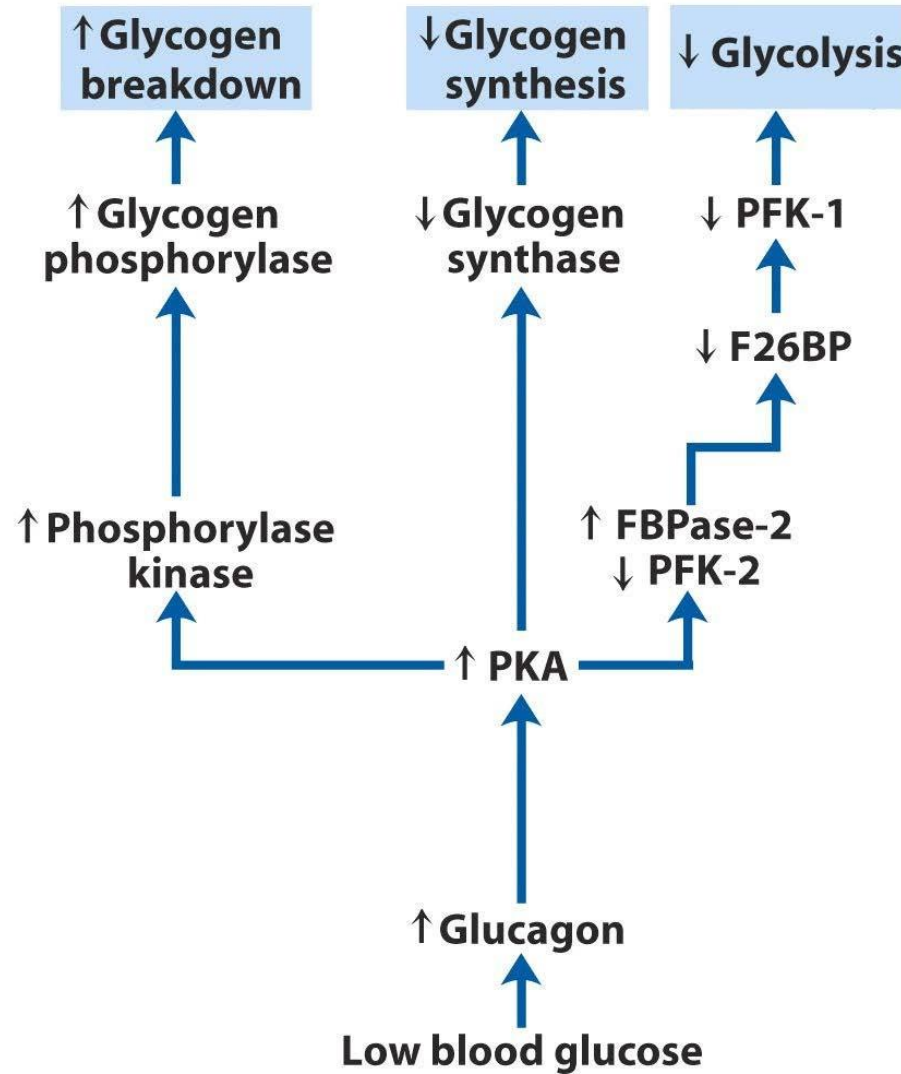 ↑Glycogen
breakdown
↓Glycogen
synthesis
↓ Glycolysis
↑Glycogen
phosphorylase
↓Glycogen
synthase
↓ PFK-1
↓ F26BP
↑Phosphorylase
kinase
↑ FBPase-2
↓ PFK-2
↑ PKA
↑Glucagon
Low blood glucose